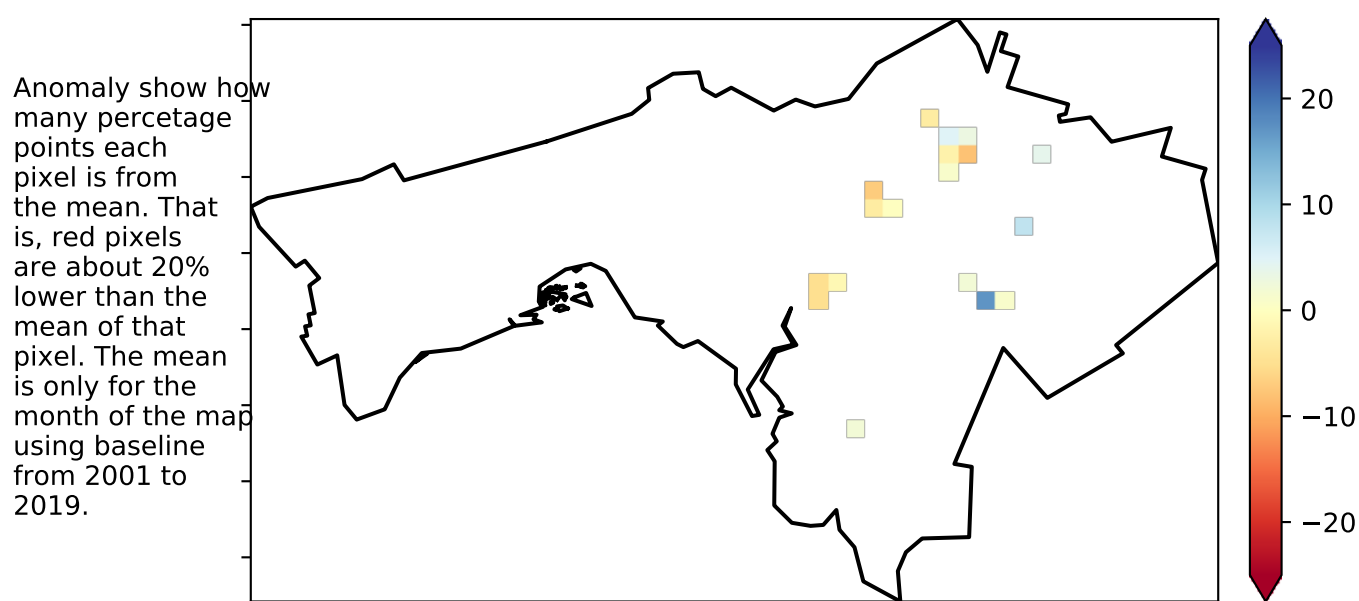 Anomaly show how
many percetage
points each
pixel is from
the mean. That
is, red pixels
are about 20%
lower than the
mean of that
pixel. The mean
is only for the
month of the map
using baseline
from 2001 to
2019.
20
10
0
−10
−20